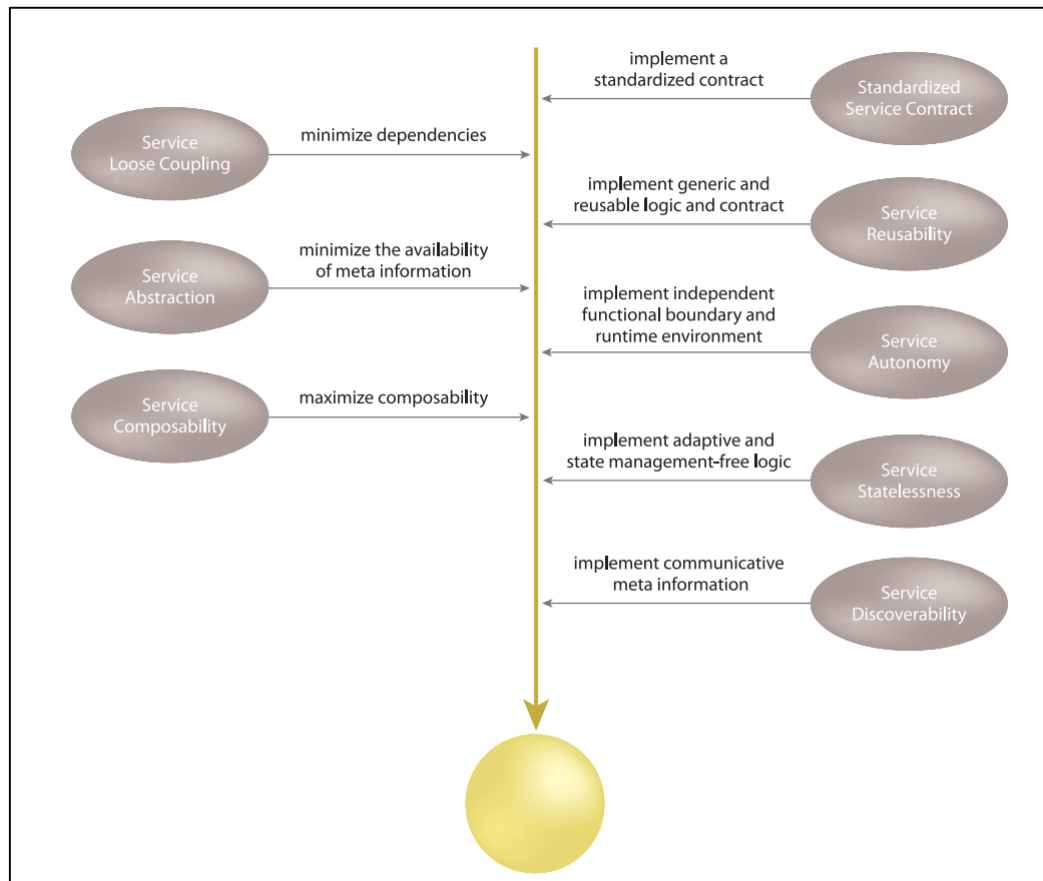 implement a
standardized contract
Standardized
Service Contract
Service
Loose Coupling
minimize dependencies
implement generic and
reusable logic and contract
Service
Reusability
Service
Abstraction
minimize the availability
of meta information
implement independent
functional boundary and
runtime environment
Service
Autonomy
Service
Composability
maximize composability
implement adaptive and
state management-free logic
Service
Statelessness
implement communicative
meta information
Service
Discoverability